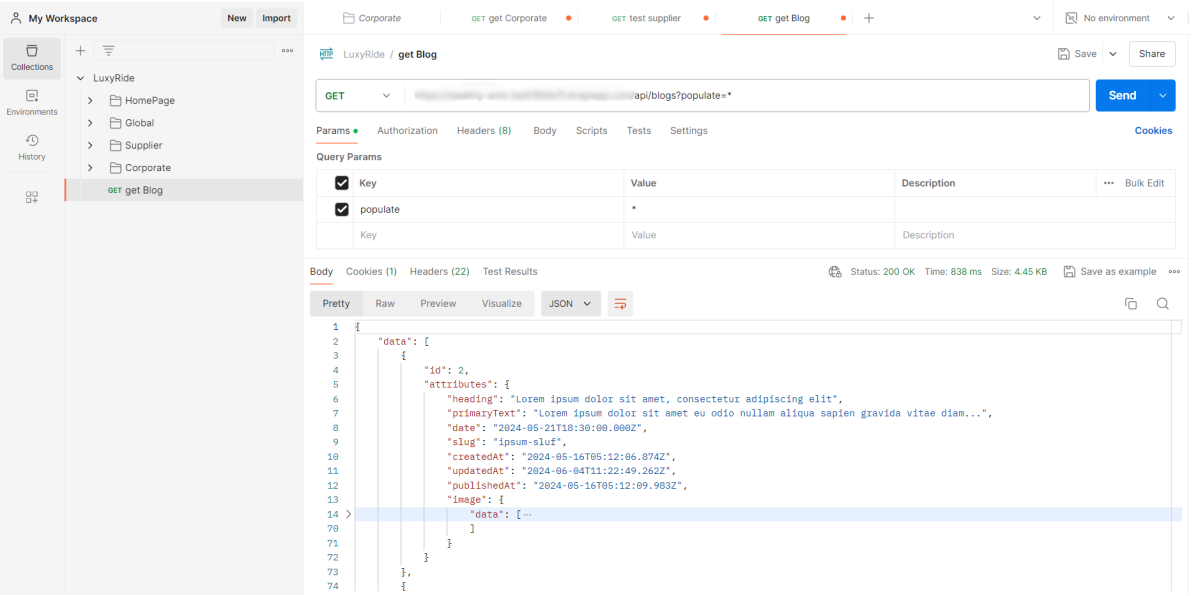 My Workspace New Import Corporate GET get Corporate GET test supplier GET get Blog No environment
Collections
Environments
History
LuxyRide
HomePage
Global
Supplier
Corporate
GET get Blog
HTTP LuxyRide / get Blog Save Share
GET api/blogs?populate=* Send
Params Authorization Headers (8) Body Scripts Tests Settings Cookies
Query Params
Key Value Description ••• Bulk Edit
populate *
Key Value Description
Body Cookies (1) Headers (22) Test Results Status: 200 OK Time: 838 ms Size: 4.45 KB Save as example
Pretty Raw Preview Visualize JSON
1 {
2 "data": [
3 {
4 "id": 2,
5 "attributes": {
6 "heading": "Lorem ipsum dolor sit amet, consectetur adipiscing elit",
7 "primaryText": "Lorem ipsum dolor sit amet eu odio nullam aliqua sapien gravida vitae diam...",
8 "date": "2024-05-21T18:30:00.000Z",
9 "slug": "ipsum-sluf",
10 "createdAt": "2024-05-16T05:12:06.874Z",
11 "updatedAt": "2024-06-04T11:22:49.262Z",
12 "publishedAt": "2024-05-16T05:12:09.983Z",
13 "image": {
14 "data": [...
70 ]
71 }
72 }
73 },
74 {